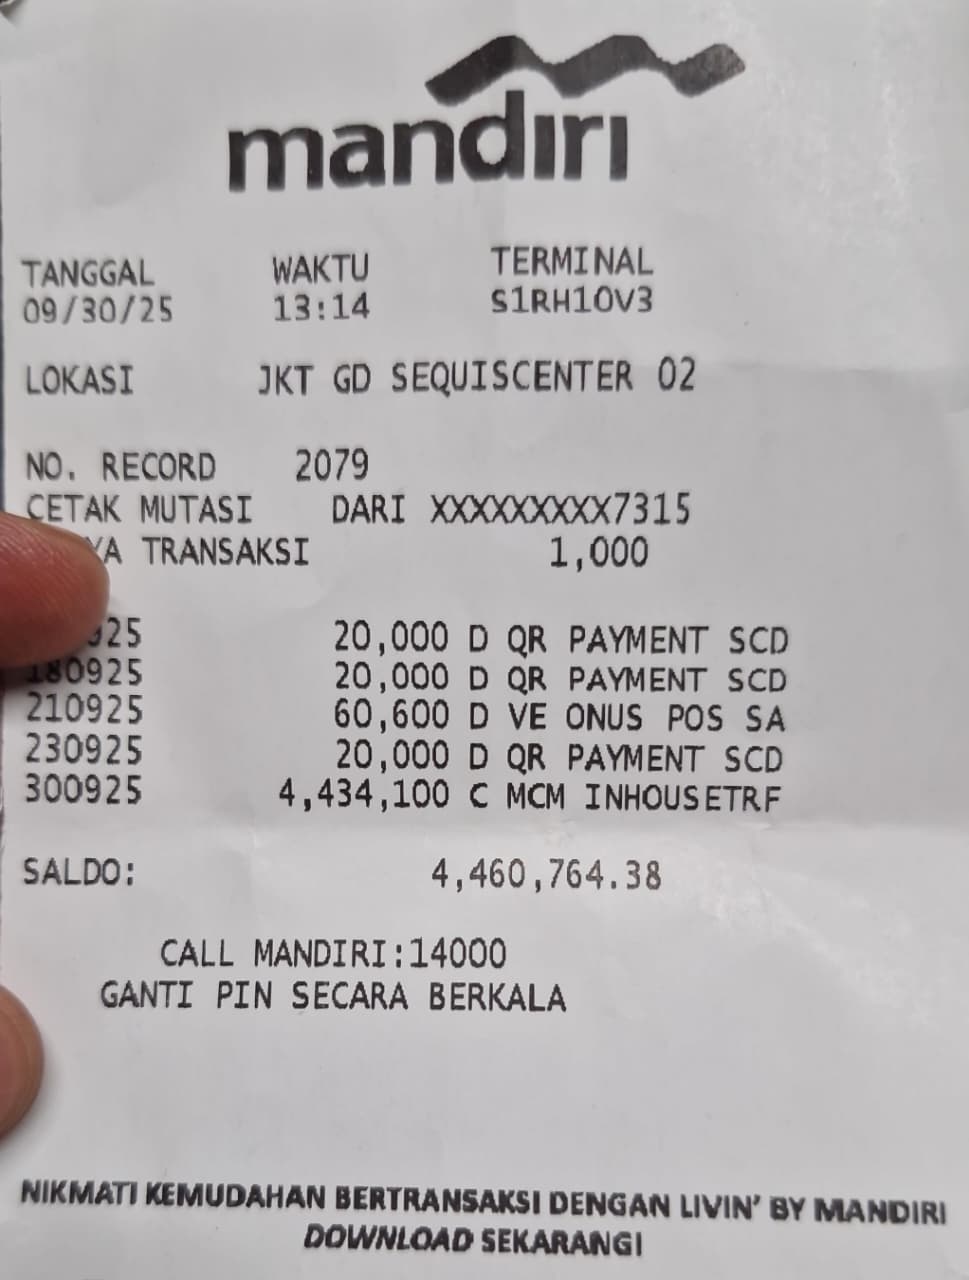 mandırı
TANGGAL WAKTU TERMINAL
09/30/25 13:14 S1RH10V3
LOKASI JKT GD SEQUISCENTER 02
NO. RECORD 2079
CETAK MUTASI DARI XXXXXXXXX7315
TRANSAKSI 1,000
20,000 D QR PAYMENT SCD
180925 20,000 D QR PAYMENT SCD
210925 60,600 D VE ONUS POS SA
230925 20,000 D QR PAYMENT SCD
300925 4,434,100 C MCM INHOUSETRF
SALDO: 4,460,764.38
CALL MANDIRI:14000
GANTI PIN SECARA BERKALA
NIKMATI KEMUDAHAN BERTRANSAKSI DENGAN LIVIN' BY MANDIRI
DOWNLOAD SEKARANG!